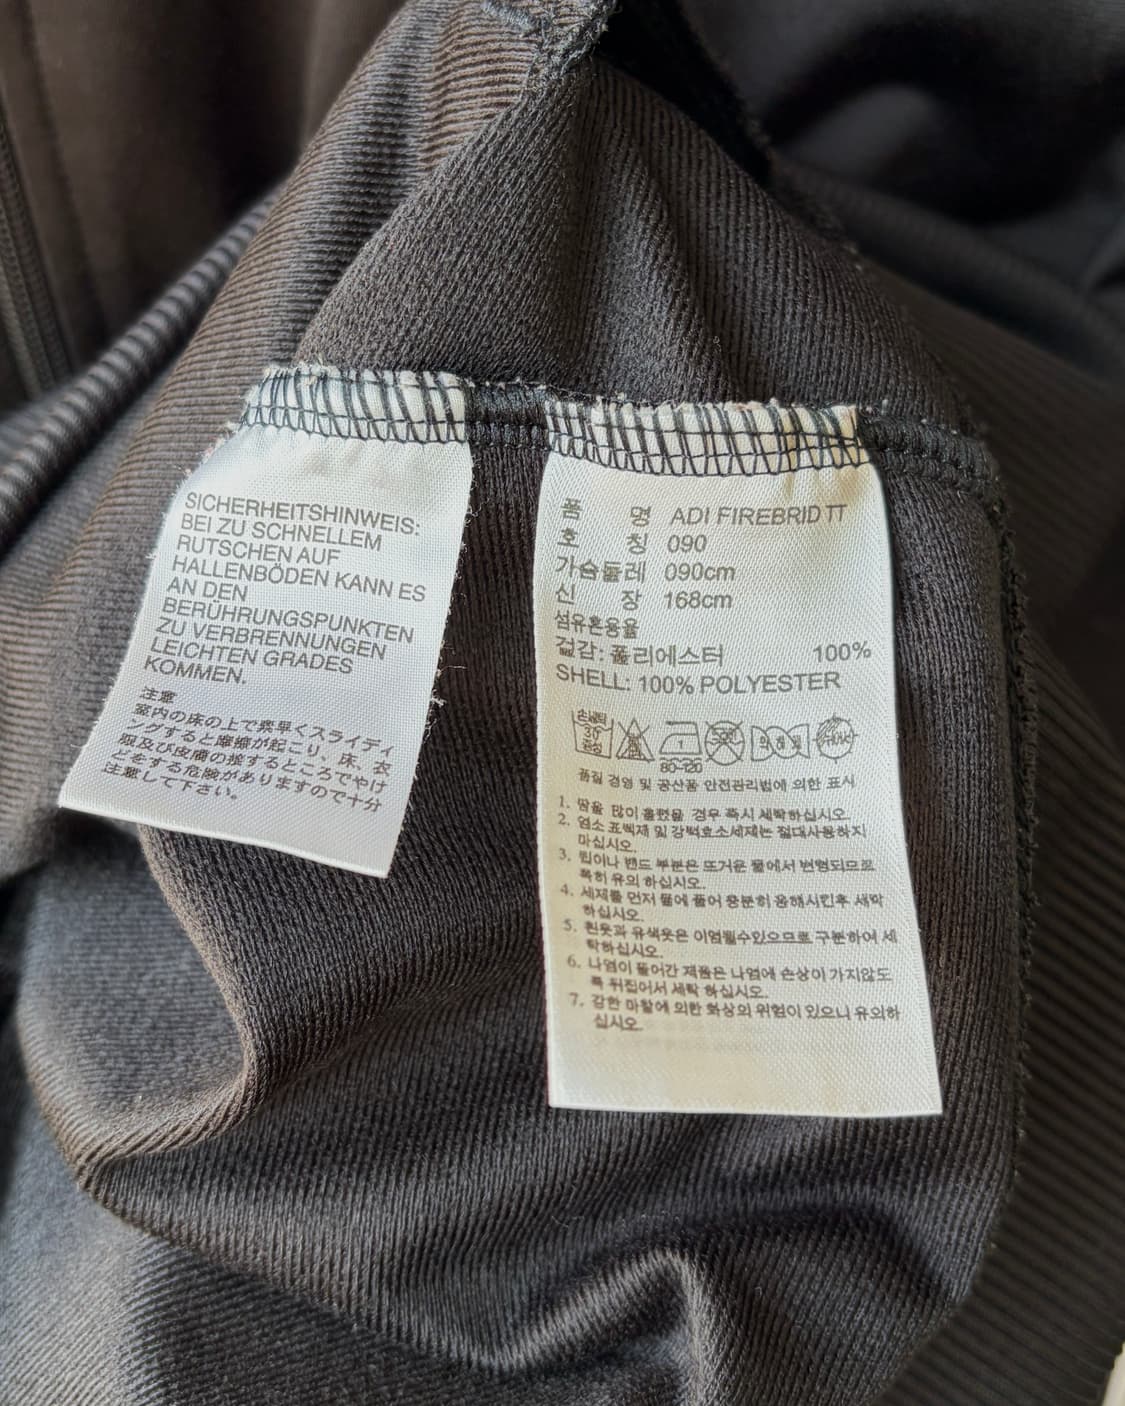 SICHERHEITSHINWEIS:
BEI ZU SCHNELLEM
RUTSCHEN AUF
HALLENBÖDEN KANN ES
AN DEN
BERÜHRUNGSPUNKTEN
ZU VERBRENNUNGEN
LEICHTEN GRADES
KOMMEN.
注意
室内の床の上で素早くスライディ
ングすると摩擦が起こり、床、衣
服及び皮膚の接するところでやけ
どをする危険がありますので十分
注意して下さい。
품 명 ADI FIREBRID TT
호 칭 090
가슴둘레 090cm
신 장 168cm
섬유혼용율
겉감: 폴리에스터 100%
SHELL: 100% POLYESTER
손세탁
30
중성
1
80-120
품질 경영 및 공산품 안전관리법에 의한 표시
1. 땀을 많이 흘렸을 경우 즉시 세탁하십시오.
2. 염소 표백제 및 강력효소세제는 절대사용하지
마십시오.
3. 립이나 밴드 부분은 뜨거운 물에서 변형되므로
특히 유의 하십시오.
4. 세제를 먼저 물에 풀어 충분히 용해시킨후 세탁
하십시오.
5. 흰옷과 유색옷은 이염될수있으므로 구분하여 세
탁하십시오.
6. 나염이 들어간 제품은 나염에 손상이 가지않도
록 뒤집어서 세탁 하십시오.
7. 강한 마찰에 의한 화상의 위험이 있으니 유의하
십시오.